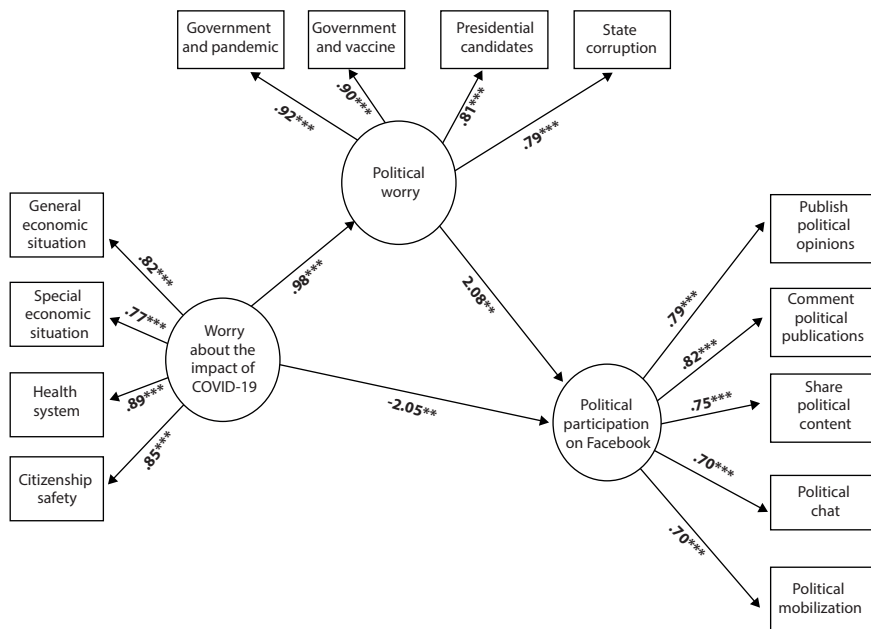 Government
and pandemic
Government
and vaccine
Presidential
candidates
State
corruption
.92***
.90***
.81***
.79***
Political
worry
General
economic
situation
Special
economic
situation
Health
system
Citizenship
safety
.82***
.77***
.89***
.85***
Worry
about the
impact of
COVID-19
.98***
2.08**
-2.05**
Political
participation
on Facebook
.79***
.82***
.75***
.70***
.70***
Publish
political
opinions
Comment
political
publications
Share
political
content
Political
chat
Political
mobilization